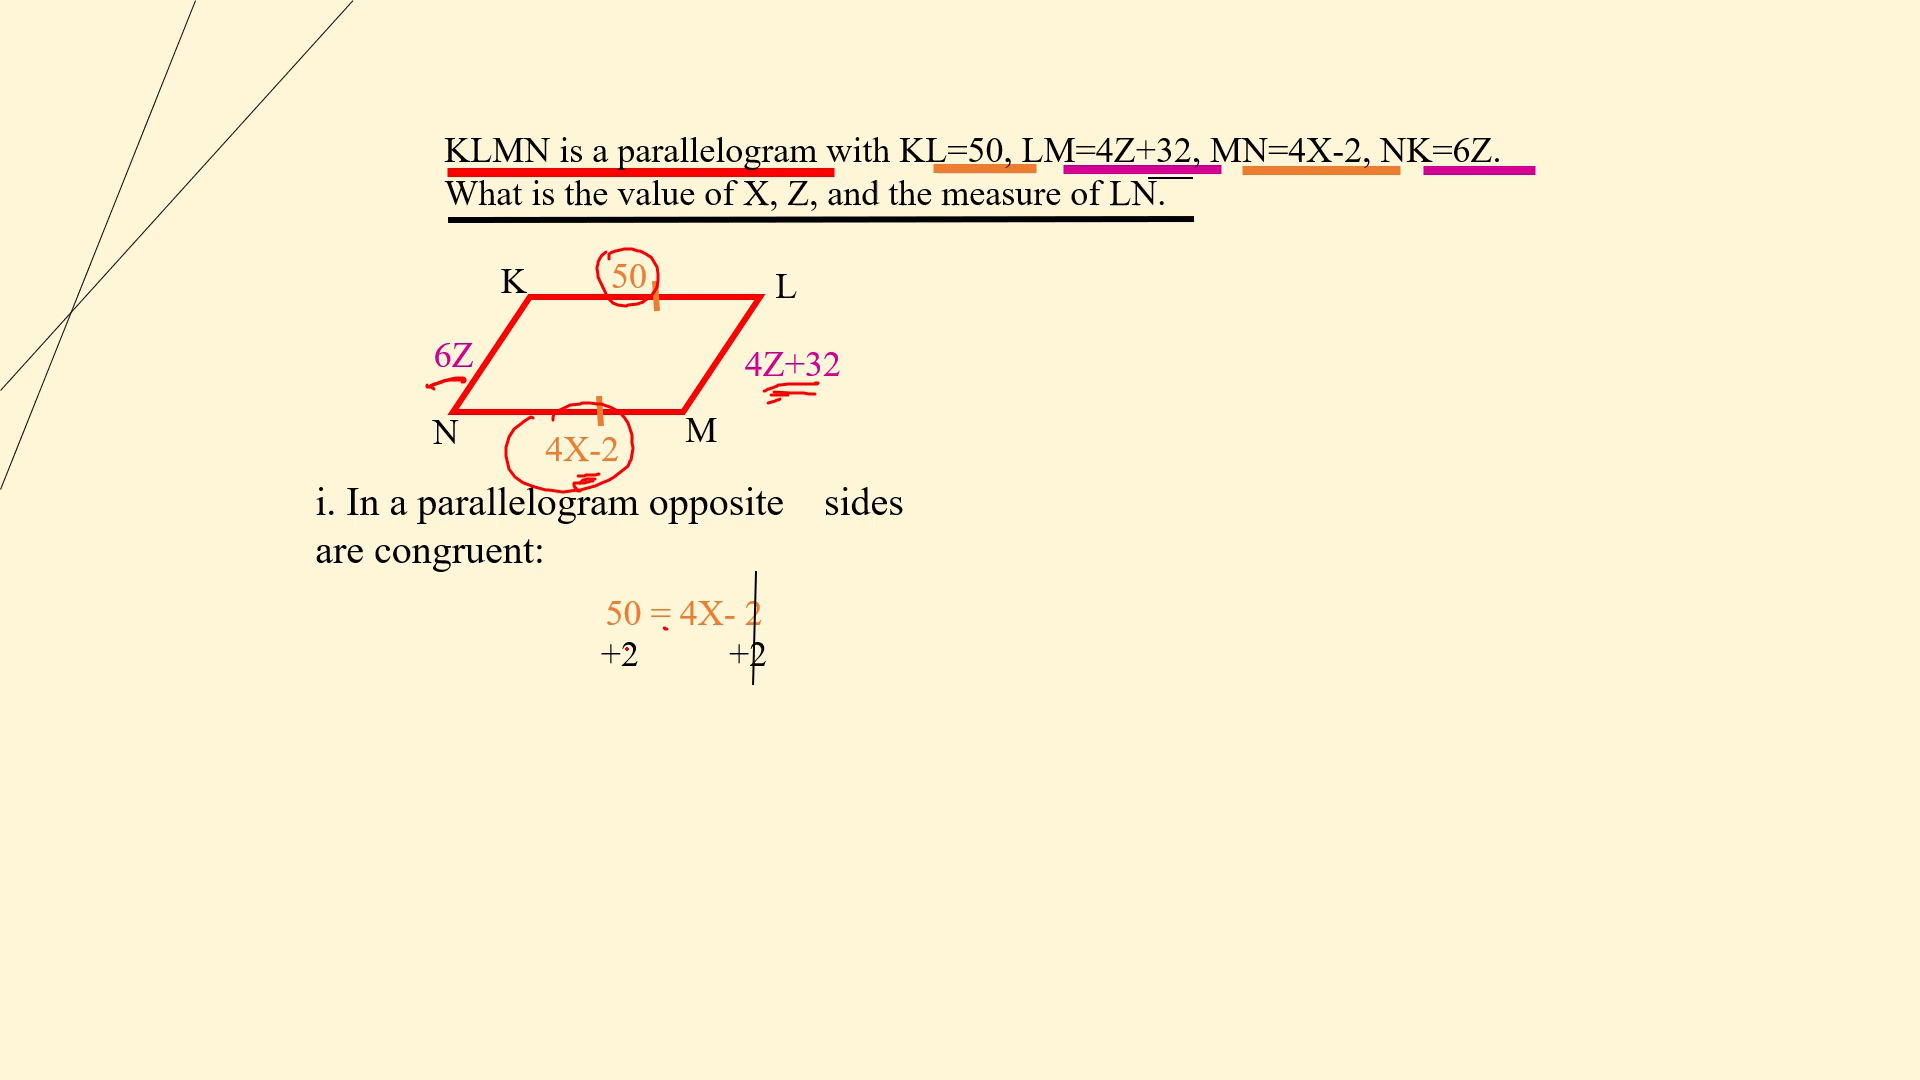 KLMN is a parallelogram with KL=50, LM=4Z+32, MN=4X-2, NK=6Z.
What is the value of X, Z, and the measure of LN.
50
K
L
6Z
4Z+32
N
M
4X-2
i. In a parallelogram opposite sides
are congruent:
50 = 4X- 2
+2 +2